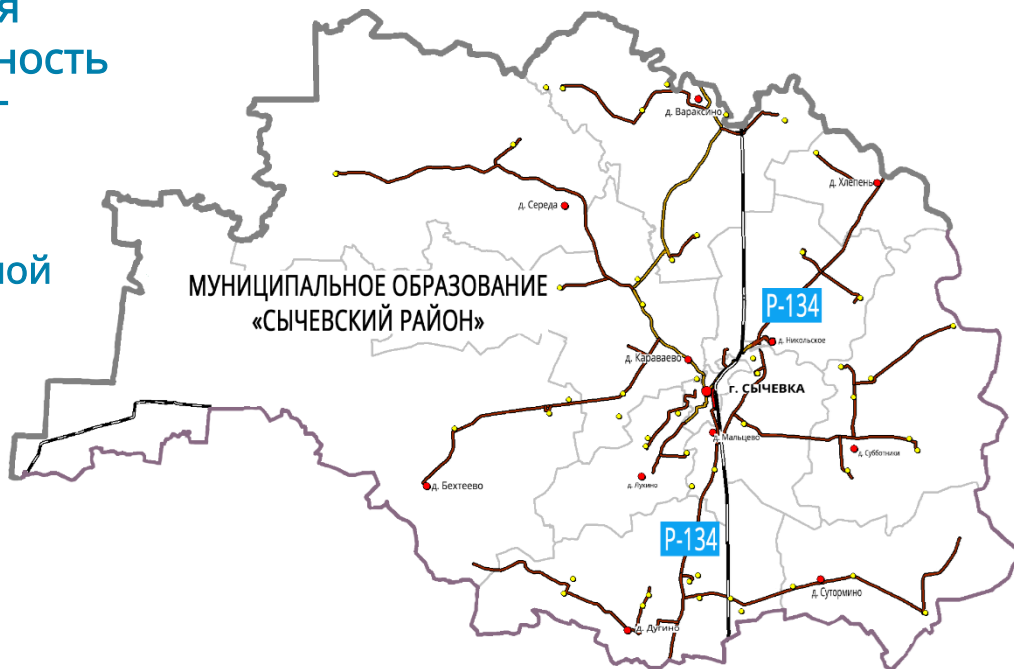 я
ность
ной
д. Вараксино
д. Хлепень
д. Середа
МУНИЦИПАЛЬНОЕ ОБРАЗОВАНИЕ
«СЫЧЕВСКИЙ РАЙОН»
Р-134
д. Никольское
д. Караваево
г. СЫЧЕВКА
д. Мальцево
д. Субботники
д. Лукино
д. Бехтеево
Р-134
д. Сутормино
д. Дугино